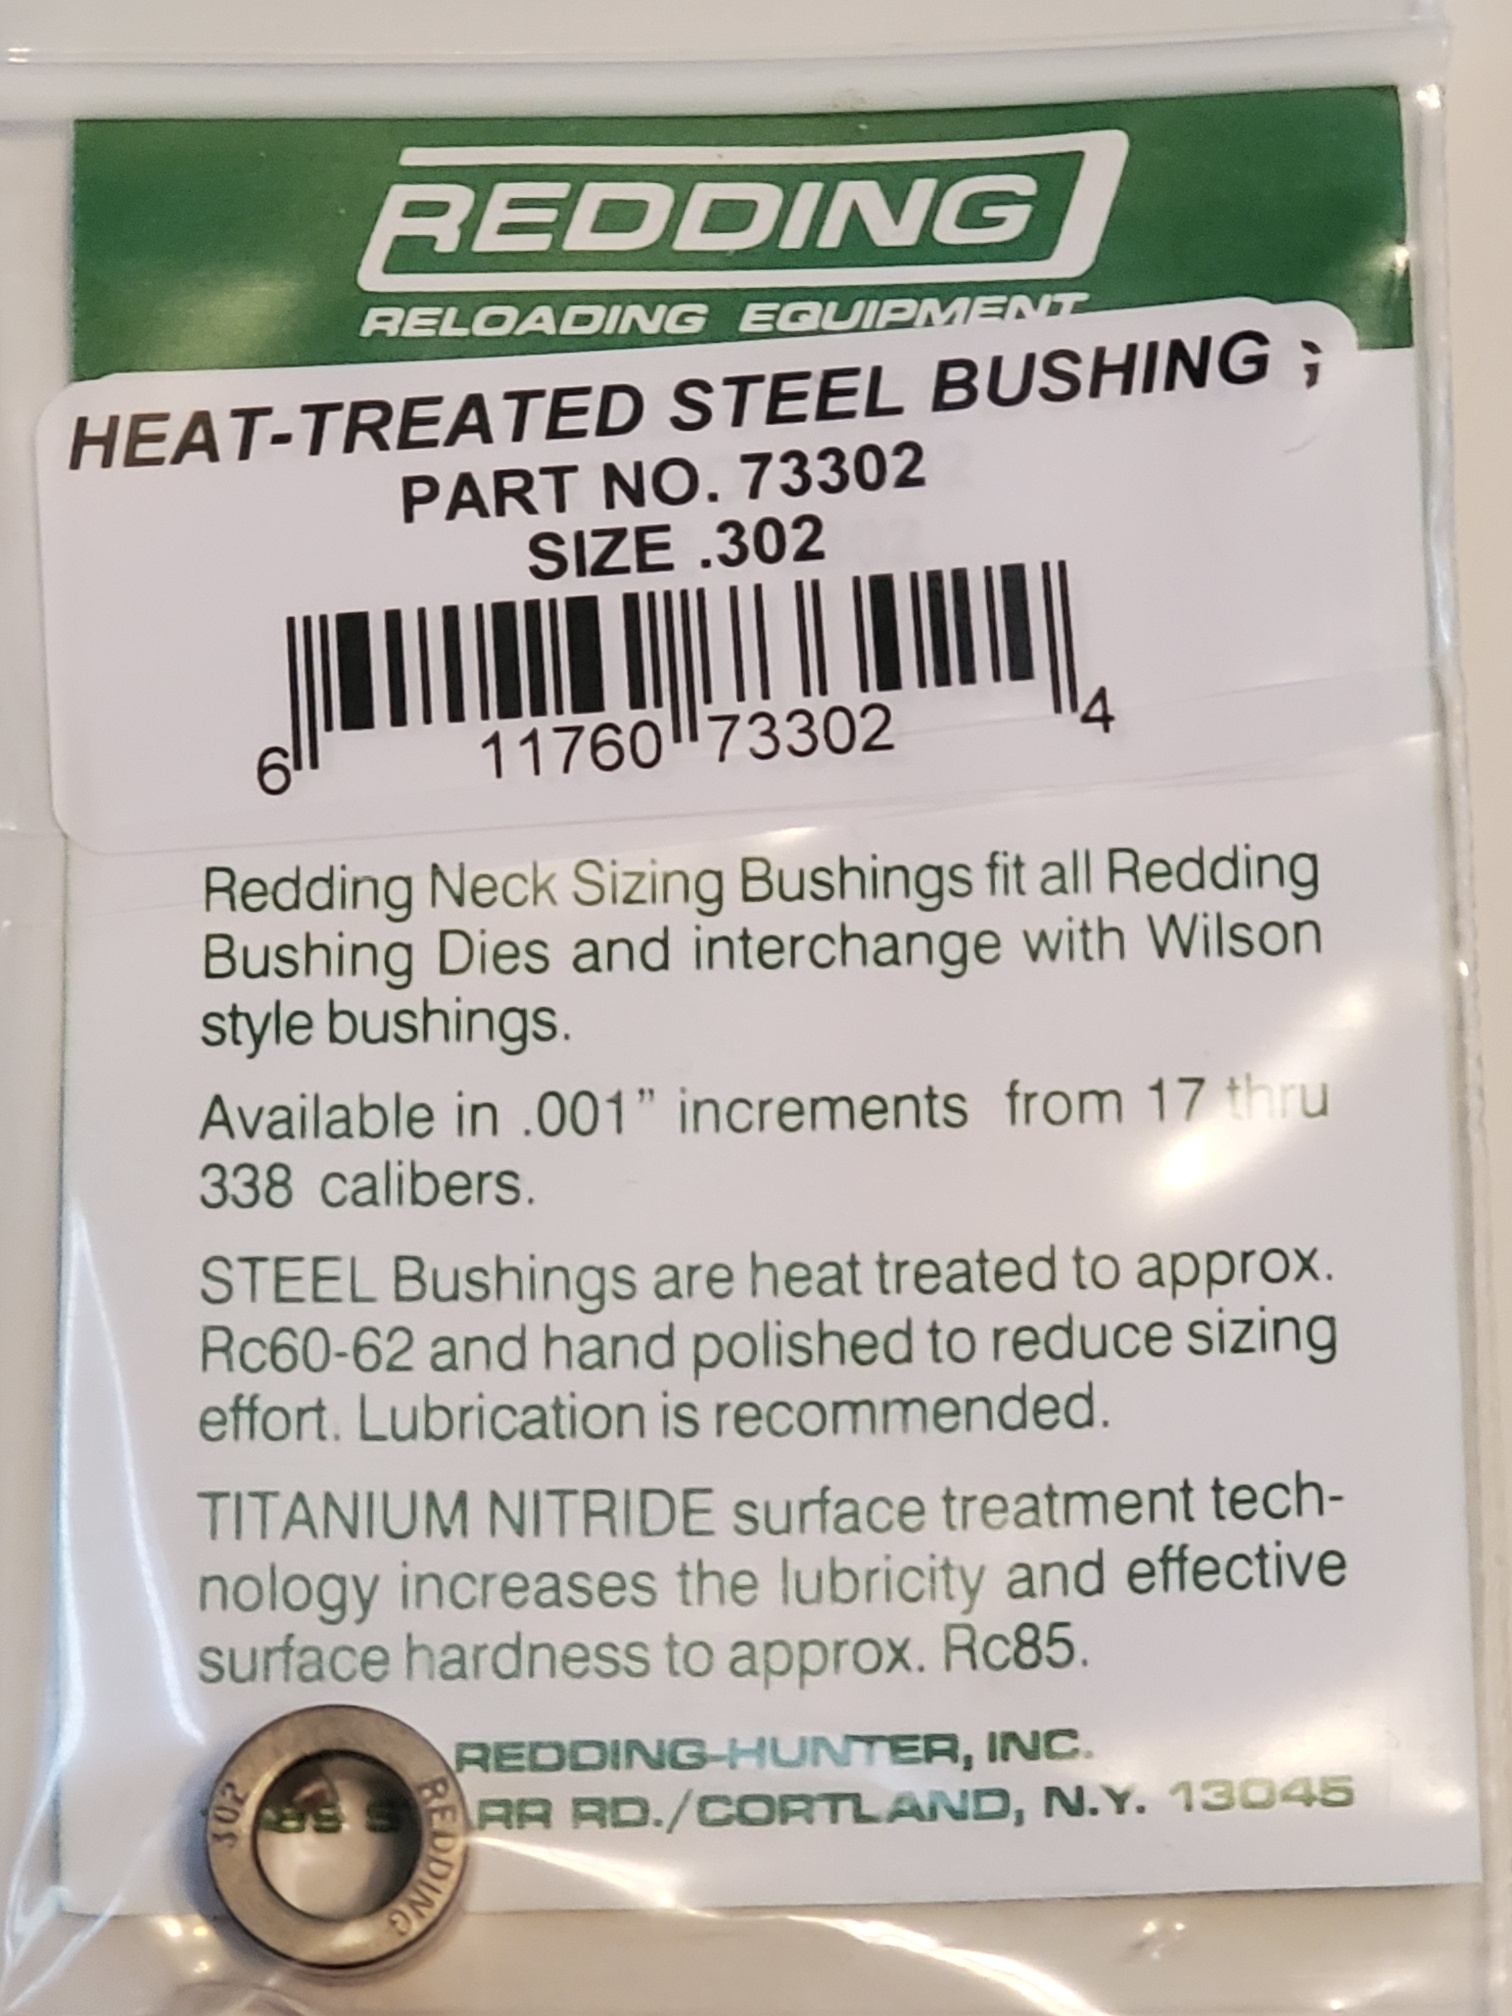 REDDING
RELOADING EQUIPMENT
HEAT-TREATED STEEL BUSHING ;
PART NO. 73302
SIZE .302
6 11760 73302 4
Redding Neck Sizing Bushings fit all Redding
Bushing Dies and interchange with Wilson
style bushings.
Available in .001” increments from 17 thru
338 calibers.
STEEL Bushings are heat treated to approx.
Rc60-62 and hand polished to reduce sizing
effort. Lubrication is recommended.
TITANIUM NITRIDE surface treatment tech-
nology increases the lubricity and effective
surface hardness to approx. Rc85.
REDDING-HUNTER, INC.
RD./CORTLAND, N.Y. 13045
302 REDDING